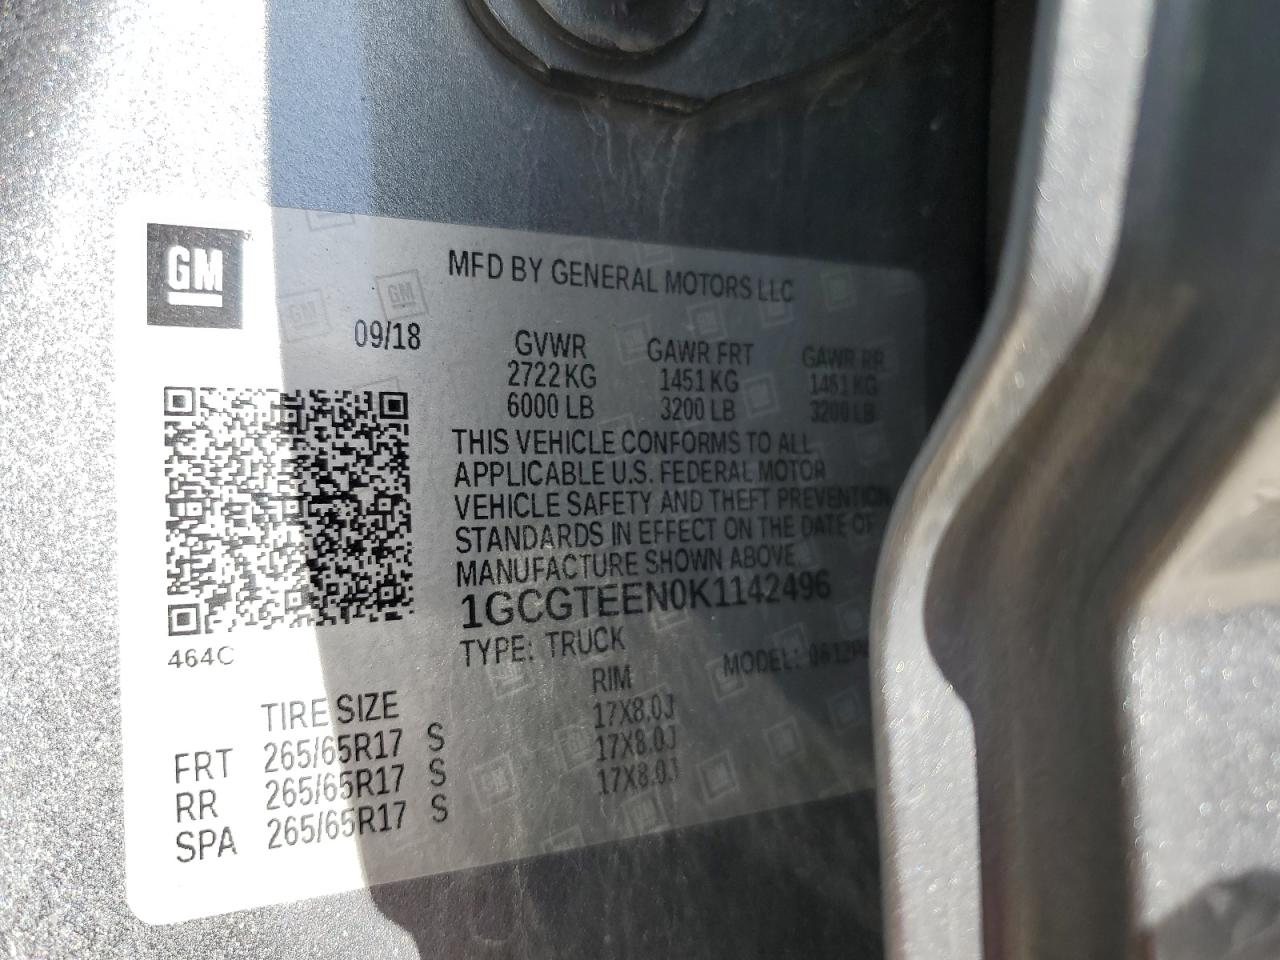 GM
MFD BY GENERAL MOTORS LLC
09/18
GVWR GAWR FRT GAWR RR
2722 KG 1451 KG 1451 KG
6000 LB 3200 LB 3200 LB
THIS VEHICLE CONFORMS TO ALL
APPLICABLE U.S. FEDERAL MOTOR
VEHICLE SAFETY AND THEFT PREVENTION
STANDARDS IN EFFECT ON THE DATE OF
MANUFACTURE SHOWN ABOVE.
1GCGTEEN0K1142496
464C
TYPE: TRUCK MODEL:
TIRE SIZE RIM
FRT 265/65R17 S 17X8.0J
RR 265/65R17 S 17X8.0J
SPA 265/65R17 S 17X8.0J